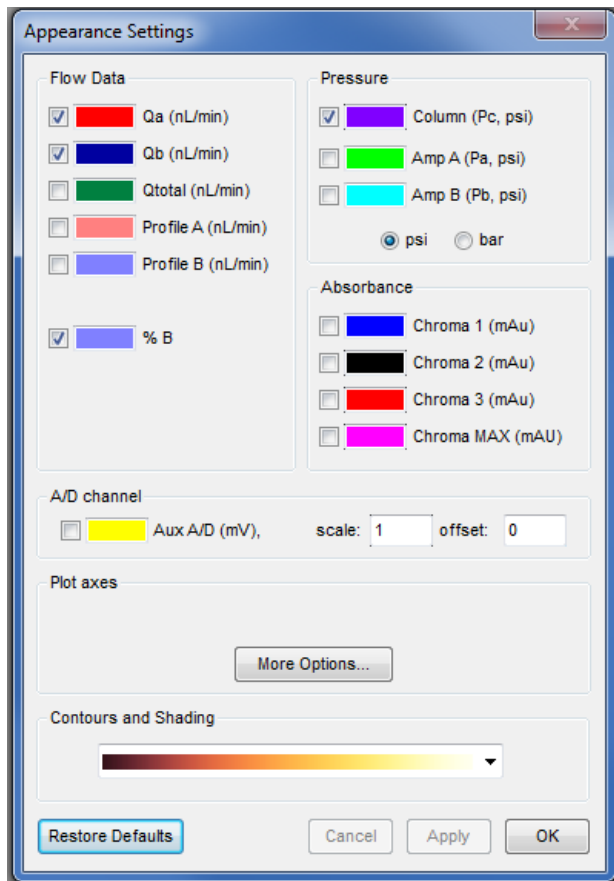 Appearance Settings
Flow Data
Qa (nL/min)
Qb (nL/min)
Qtotal (nL/min)
Profile A (nL/min)
Profile B (nL/min)
% B
Pressure
Column (Pc, psi)
Amp A (Pa, psi)
Amp B (Pb, psi)
psi bar
Absorbance
Chroma 1 (mAu)
Chroma 2 (mAu)
Chroma 3 (mAu)
Chroma MAX (mAU)
A/D channel
Aux A/D (mV), scale: 1 offset: 0
Plot axes
More Options...
Contours and Shading
Restore Defaults Cancel Apply OK